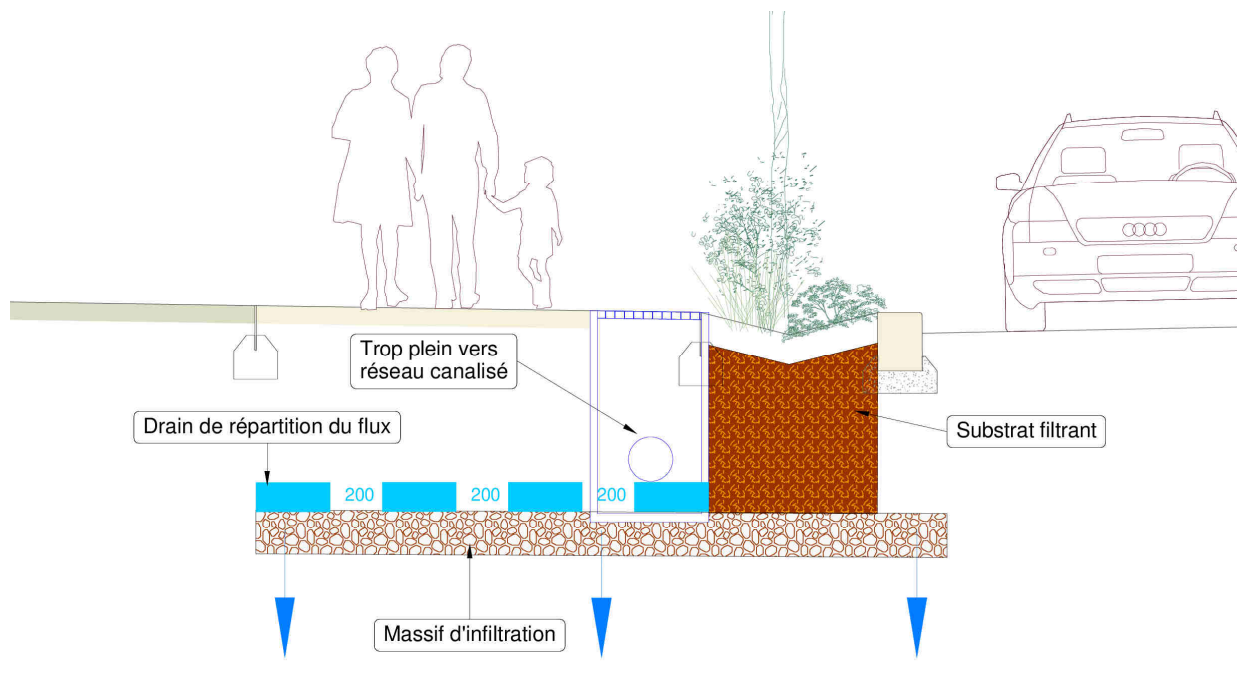 Trop plein vers
réseau canalisé
Drain de répartition du flux
Substrat filtrant
200
200
200
Massif d'infiltration